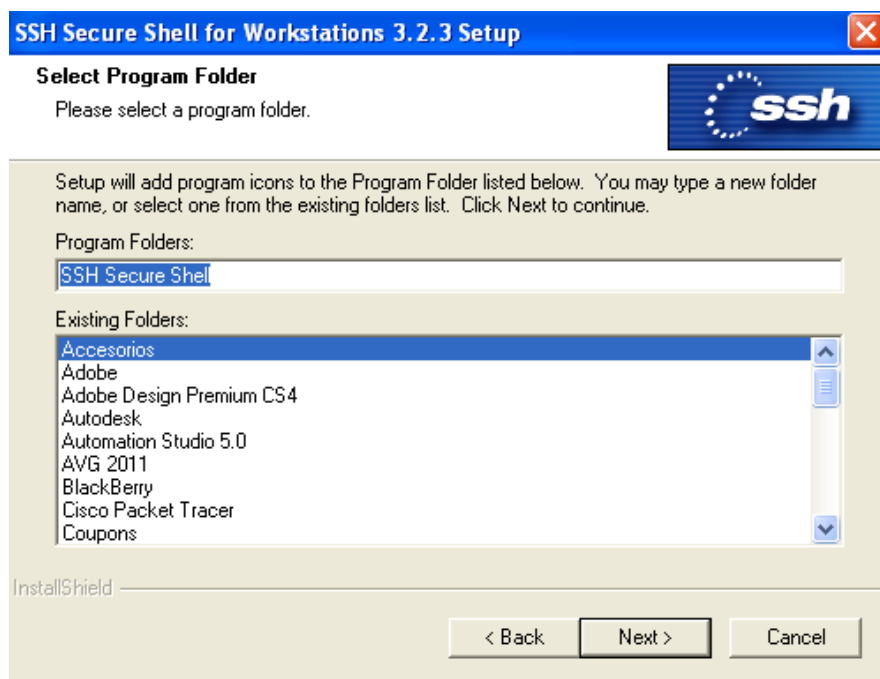 SSH Secure Shell for Workstations 3.2.3 Setup
Select Program Folder
Please select a program folder.
ssh
Setup will add program icons to the Program Folder listed below.  You may type a new folder
name, or select one from the existing folders list.  Click Next to continue.
Program Folders:
SSH Secure Shell
Existing Folders:
Accesorios
Adobe
Adobe Design Premium CS4
Autodesk
Automation Studio 5.0
AVG 2011
BlackBerry
Cisco Packet Tracer
Coupons
InstallShield
< Back Next > Cancel